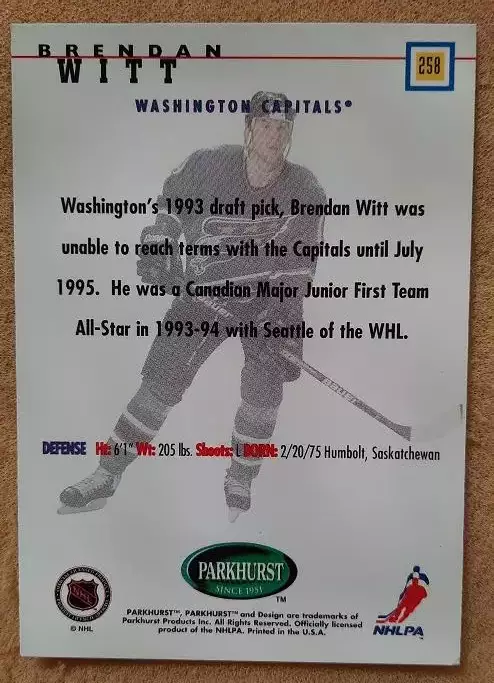 BRENDAN
WITT
258
WASHINGTON CAPITALS®
Washington's 1993 draft pick, Brendan Witt was
unable to reach terms with the Capitals until July
1995. He was a Canadian Major Junior First Team
All-Star in 1993-94 with Seattle of the WHL.
DEFENSE Ht: 6'1" Wt: 205 lbs. Shoots: L BORN: 2/20/75 Humbolt, Saskatchewan
PARKHURST
SINCE 1951
™
NHL
© NHL
PARKHURST™, PARKHURST™ and Design are trademarks of
Parkhurst Products Inc. All Rights Reserved. Officially licensed
product of the NHLPA. Printed in the U.S.A.
NHLPA